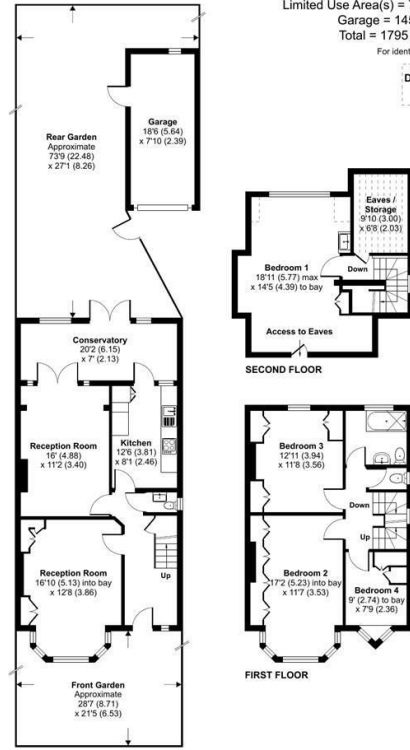 Limited Use Area(s) =
Garage = 145
Total = 1795
For ident
D
Rear Garden
Approximate
73'9 (22.48)
x 27'1 (8.26)
Garage
18'6 (5.64)
x 7'10 (2.39)
Conservatory
20'2 (6.15)
x 7' (2.13)
Reception Room
16' (4.88)
x 11'2 (3.40)
Kitchen
12'6 (3.81)
x 8'1 (2.46)
Reception Room
16'10 (5.13) into bay
x 12'8 (3.86)
Up
Front Garden
Approximate
28'7 (8.71)
x 21'5 (6.53)
Eaves /
Storage
9'10 (3.00)
x 6'8 (2.03)
Bedroom 1
18'11 (5.77) max
x 14'5 (4.39) to bay
Down
Access to Eaves
SECOND FLOOR
Bedroom 3
12'11 (3.94)
x 11'8 (3.56)
Down
Up
Bedroom 2
17'2 (5.23) into bay
x 11'7 (3.53)
Bedroom 4
9' (2.74) to bay
x 7'9 (2.36)
FIRST FLOOR